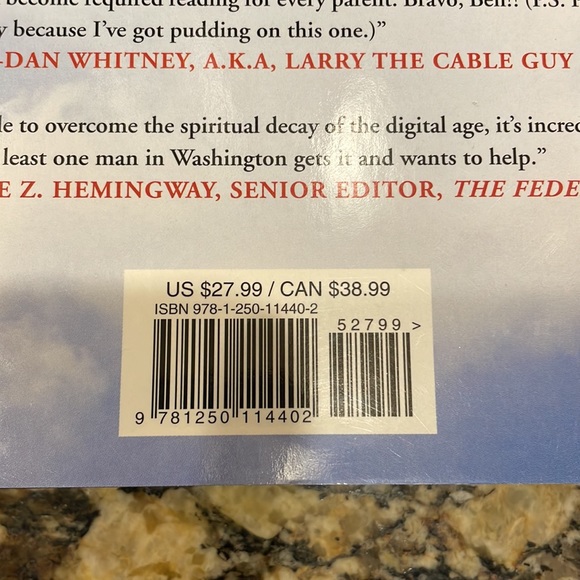 become required reading for every parent. Bravo, Ben!! (P.S.
because I've got pudding on this one.)”
-DAN WHITNEY, A.K.A, LARRY THE CABLE GUY
to overcome the spiritual decay of the digital age, it's
least one man in Washington gets it and wants to help.”
Z. HEMINGWAY, SENIOR EDITOR, THE
US $27.99 / CAN $38.99
ISBN 978-1-250-11440-2
52799 >
9 781250 114402